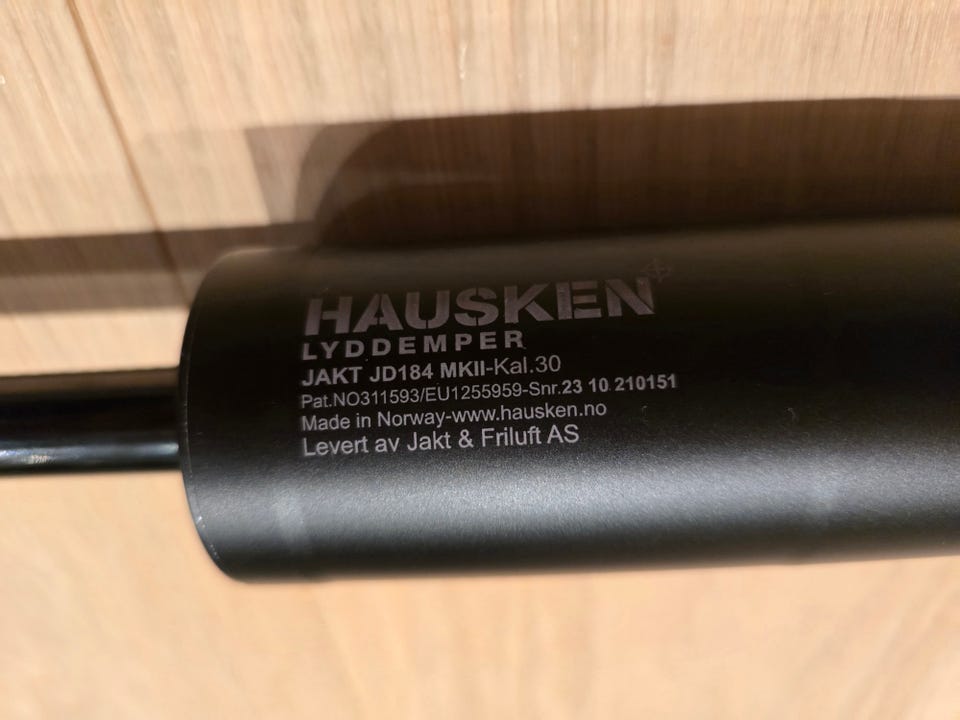 HAUSKEN
LYDDEMPER
JAKT JD184 MKII-Kal.30
Pat.NO311593/EU1255959-Snr.23 10 210151
Made in Norway-www.hausken.no
Levert av Jakt & Friluft AS